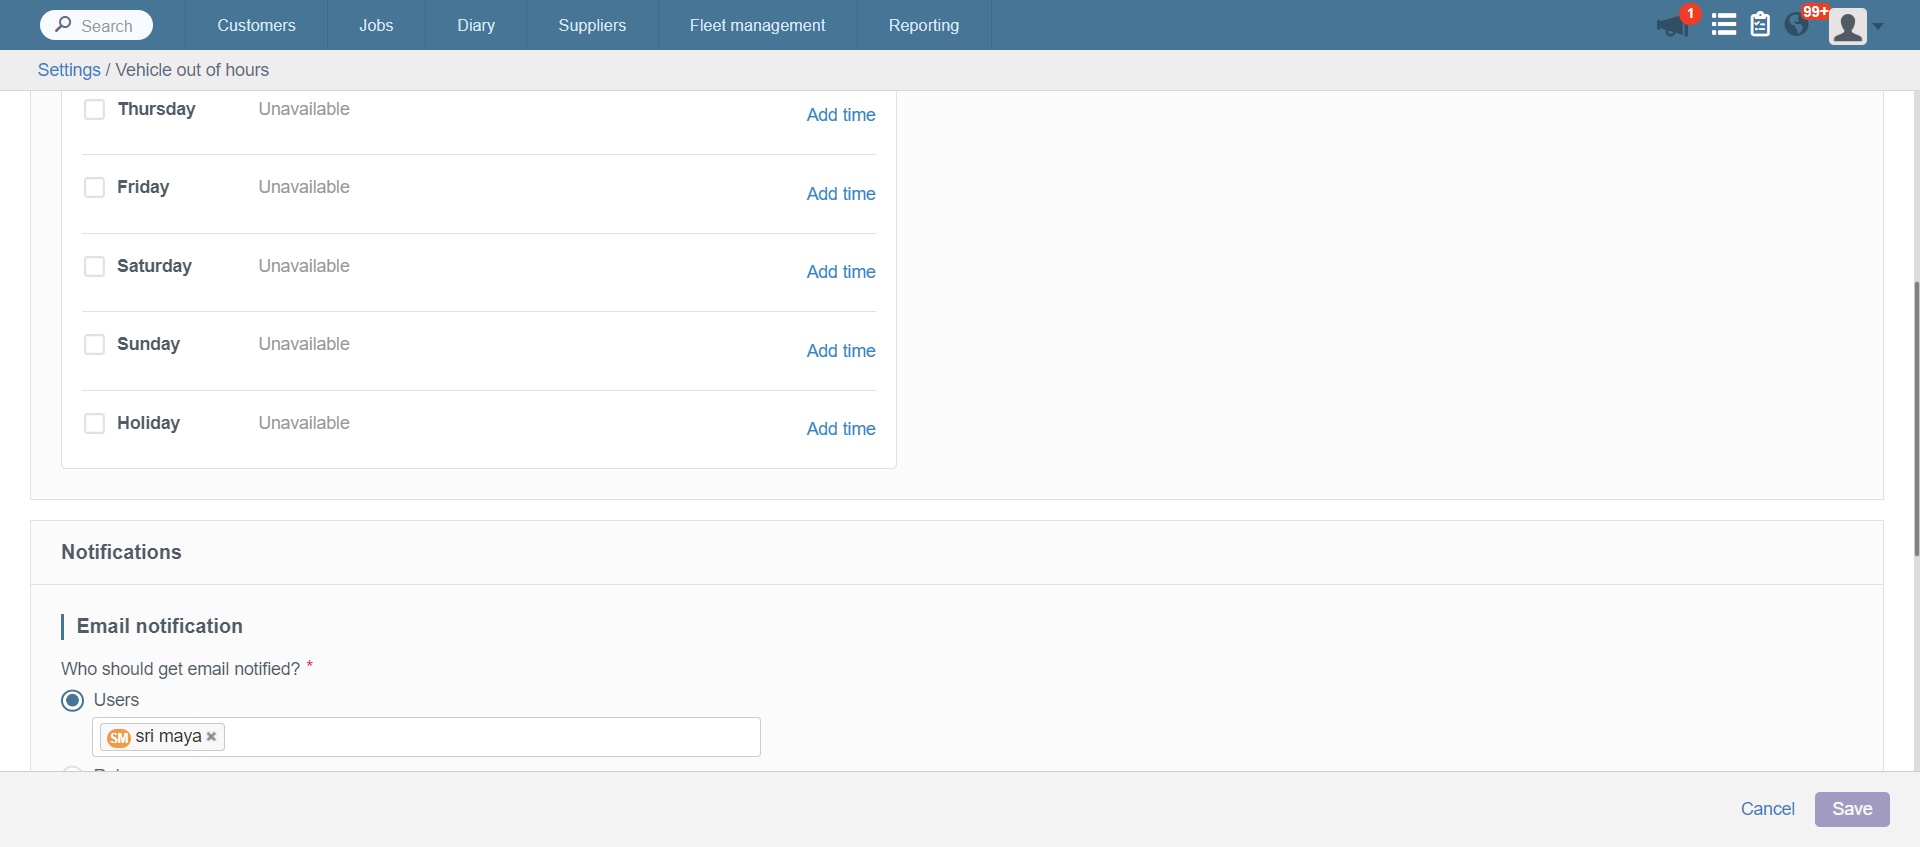 Search
Customers
Jobs
Diary
Suppliers
Fleet management
Reporting
1
99+
Settings / Vehicle out of hours
Thursday Unavailable Add time
Friday Unavailable Add time
Saturday Unavailable Add time
Sunday Unavailable Add time
Holiday Unavailable Add time
Notifications
Email notification
Who should get email notified? *
Users
SM sri maya ×
Cancel Save